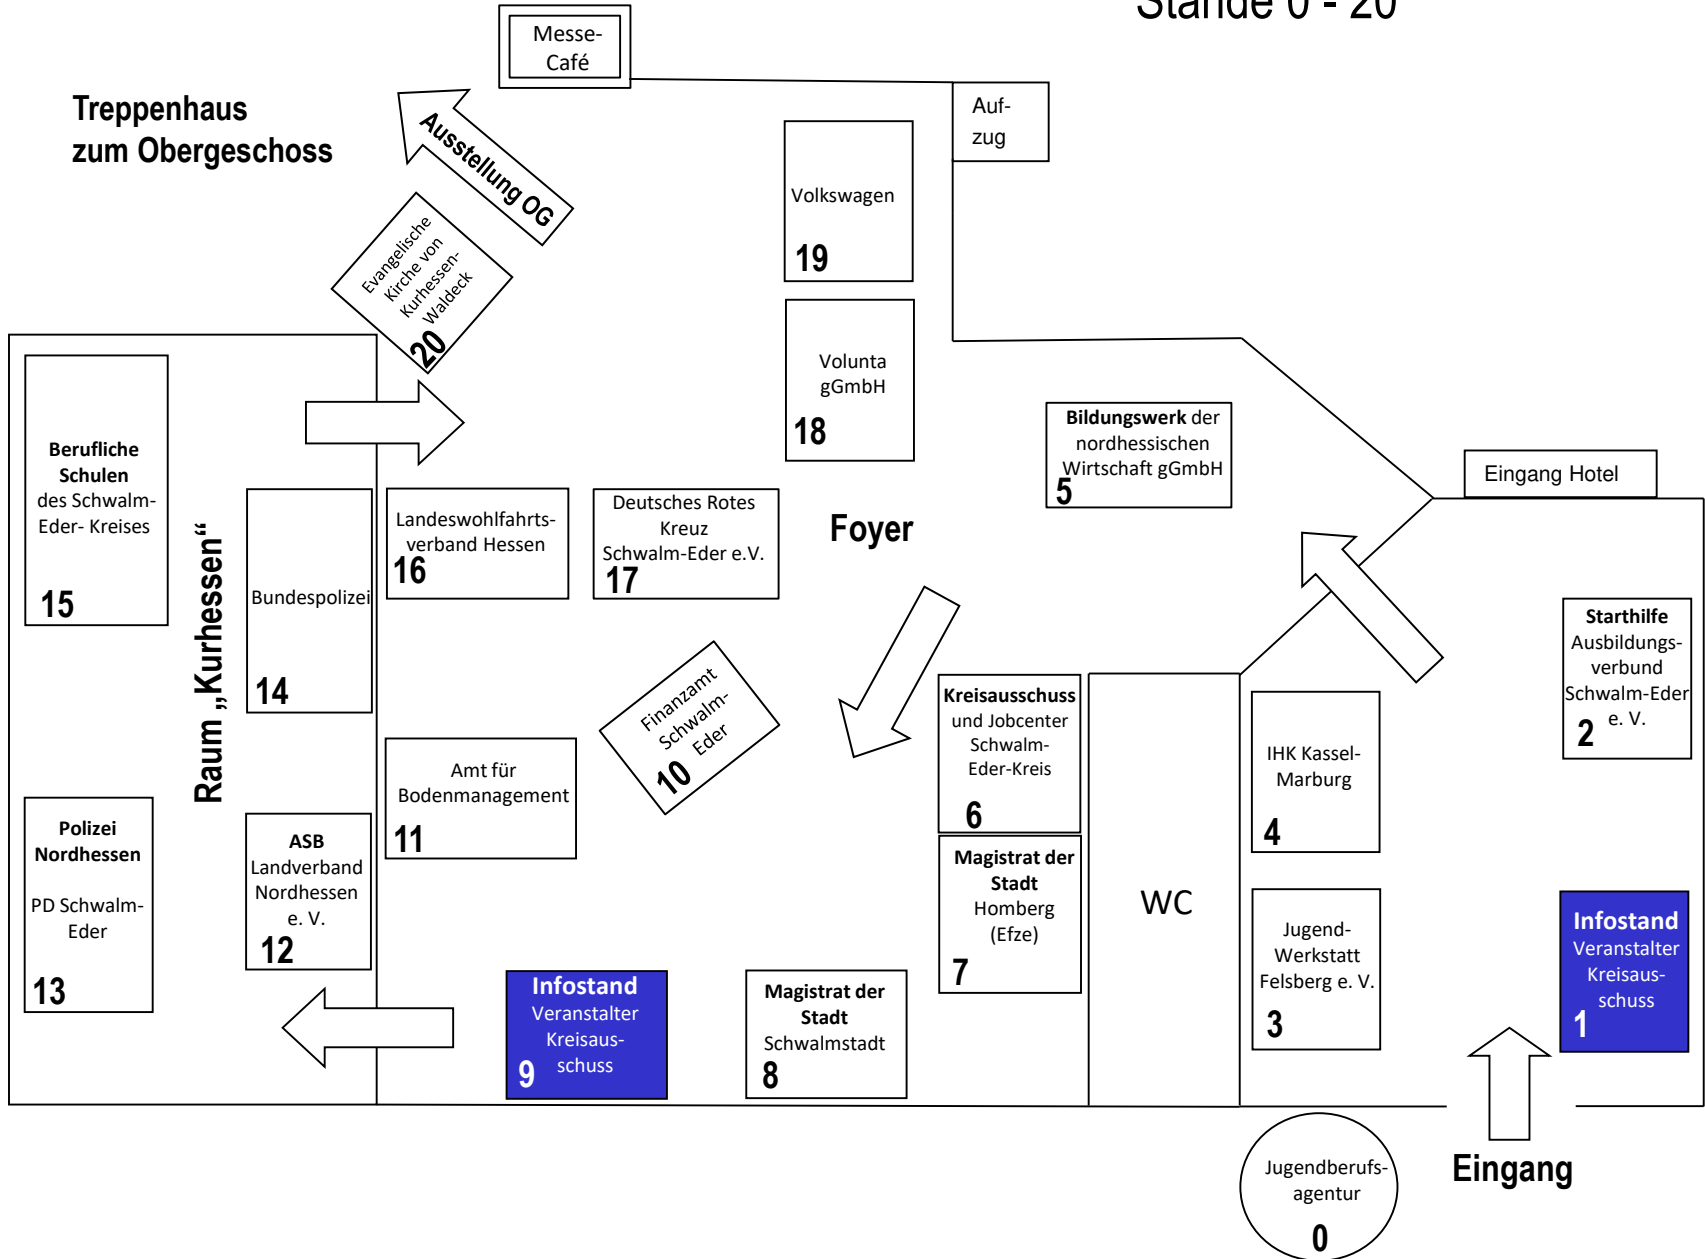 Stände 0 - 20
Messe-
Café
Treppenhaus
zum Obergeschoss
Ausstellung OG
Auf-
zug
Volkswagen
19
Evangelische
Kirche von
Kurhessen-
Waldeck
20
Volunta
gGmbH
18
Bildungswerk der
nordhessischen
Wirtschaft gGmbH
5
Eingang Hotel
Berufliche
Schulen
des Schwalm-
Eder- Kreises
15
Raum „Kurhessen“
Bundespolizei
14
Landeswohlfahrts-
verband Hessen
16
Deutsches Rotes
Kreuz
Schwalm-Eder e.V.
17
Foyer
Starthilfe
Ausbildungs-
verbund
Schwalm-Eder
e. V.
2
Finanzamt
Schwalm-
Eder
10
Kreisausschuss
und Jobcenter
Schwalm-
Eder-Kreis
6
IHK Kassel-
Marburg
4
Amt für
Bodenmanagement
11
Polizei
Nordhessen
PD Schwalm-
Eder
13
ASB
Landverband
Nordhessen
e. V.
12
Magistrat der
Stadt
Homberg
(Efze)
7
WC
Jugend-
Werkstatt
Felsberg e. V.
3
Infostand
Veranstalter
Kreisaus-
schuss
1
Infostand
Veranstalter
Kreisaus-
schuss
9
Magistrat der
Stadt
Schwalmstadt
8
Jugendberufs-
agentur
0
Eingang